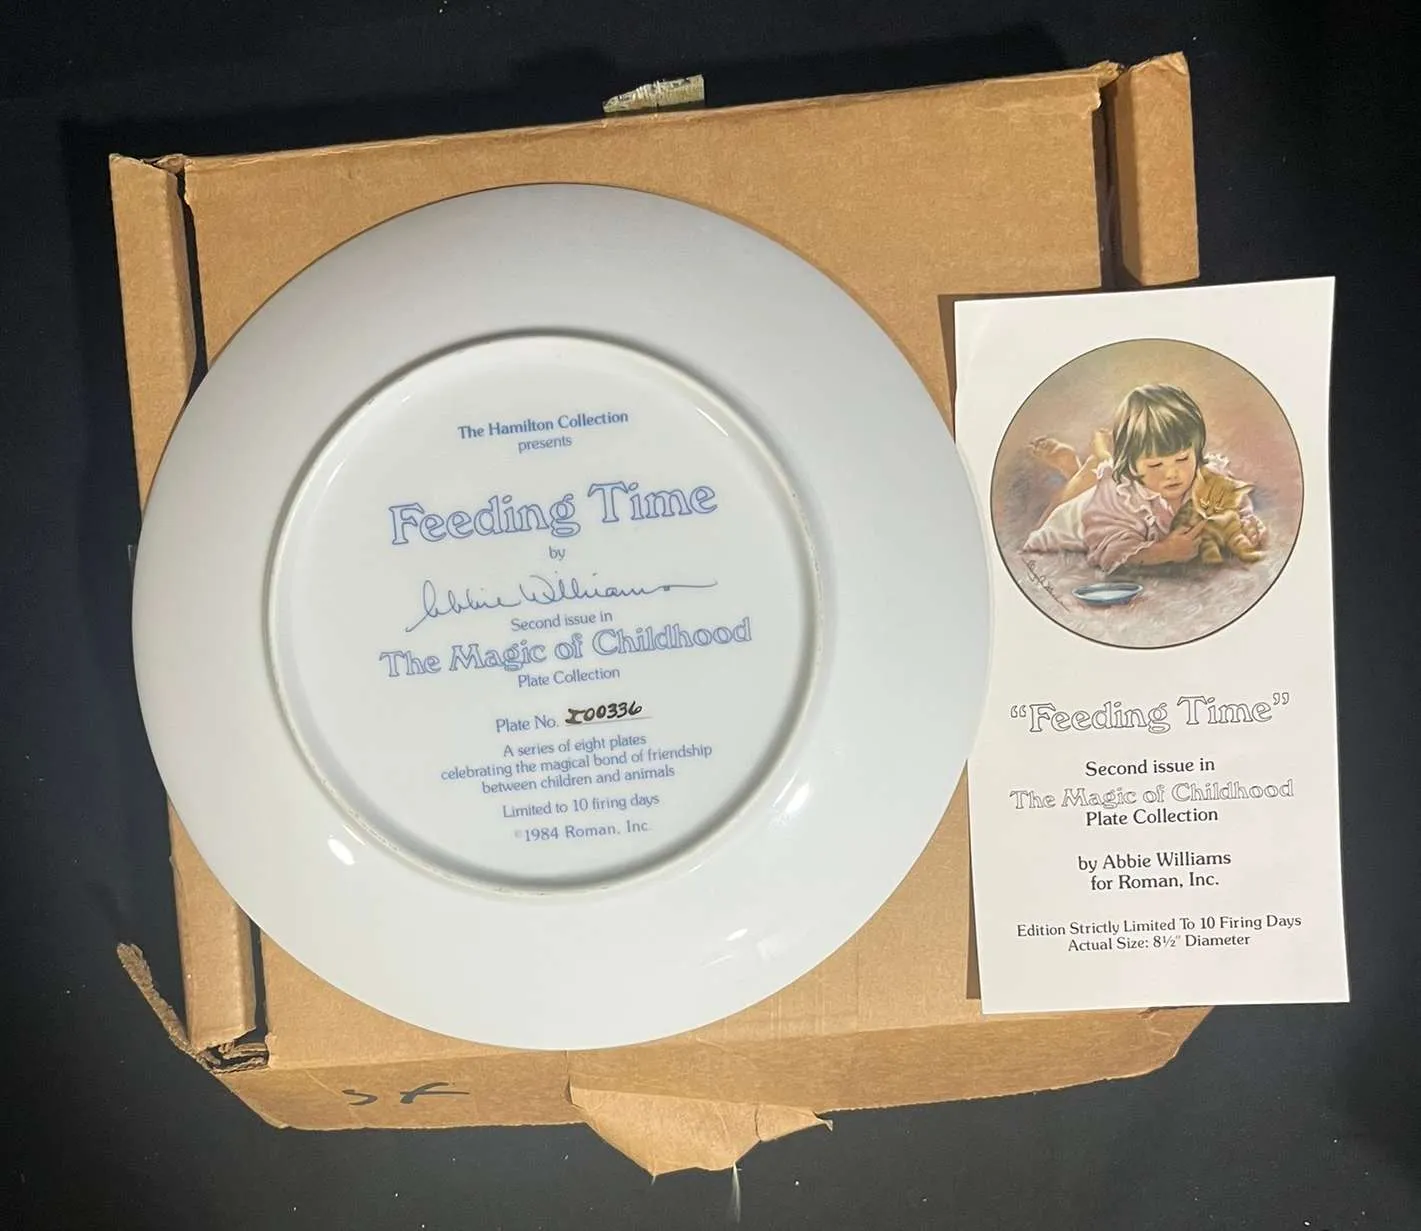 The Hamilton Collection
presents
Feeding Time
by
Abbie Williams
Second issue in
The Magic of Childhood
Plate Collection
Plate No. I00336
A series of eight plates
celebrating the magical bond of friendship
between children and animals
Limited to 10 firing days
©1984 Roman, Inc.
"Feeding Time"
Second issue in
The Magic of Childhood
Plate Collection
by Abbie Williams
for Roman, Inc.
Edition Strictly Limited To 10 Firing Days
Actual Size: 8½" Diameter